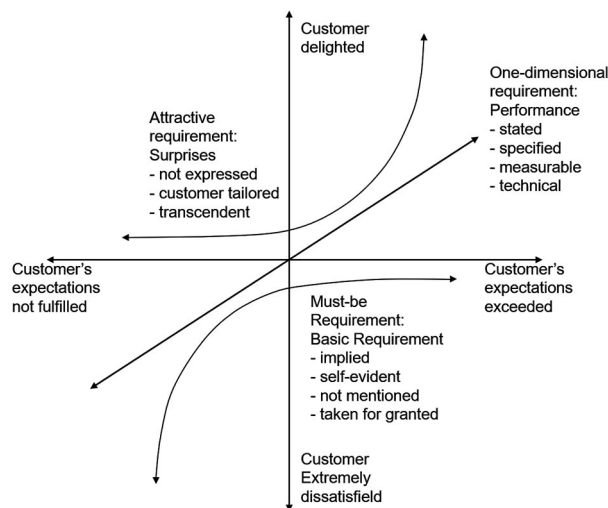 Customer
delighted
One-dimensional
requirement:
Performance
- stated
- specified
- measurable
- technical
Attractive
requirement:
Surprises
- not expressed
- customer tailored
- transcendent
Customer's
expectations
not fulfilled
Customer's
expectations
exceeded
Must-be
Requirement:
Basic Requirement
- implied
- self-evident
- not mentioned
- taken for granted
Customer
Extremely
dissatisfield